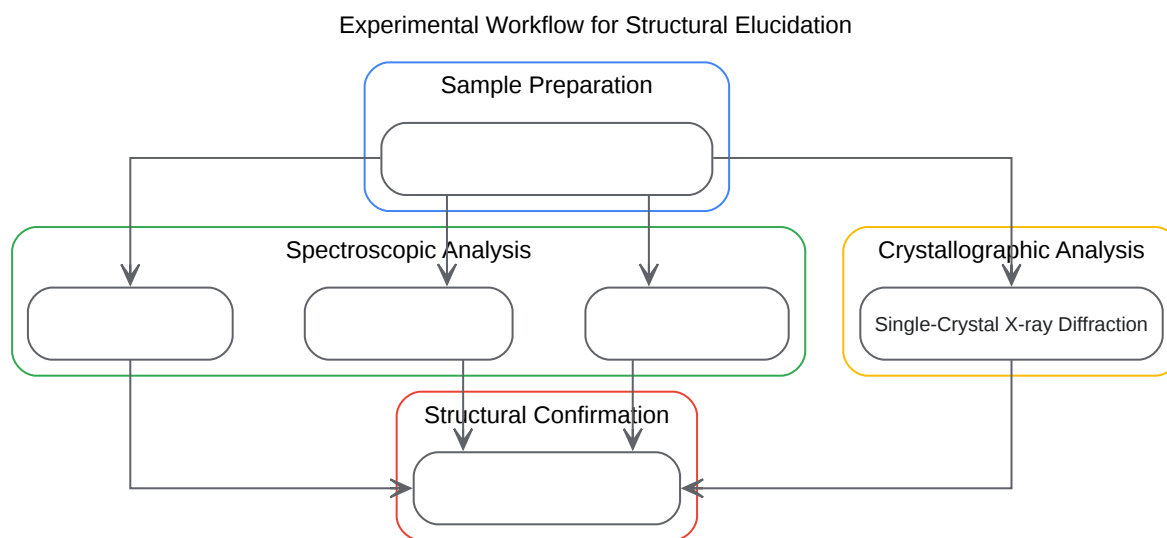 Experimental Workflow for Structural Elucidation
Sample Preparation
Spectroscopic Analysis
Crystallographic Analysis
Single-Crystal X-ray Diffraction
Structural Confirmation